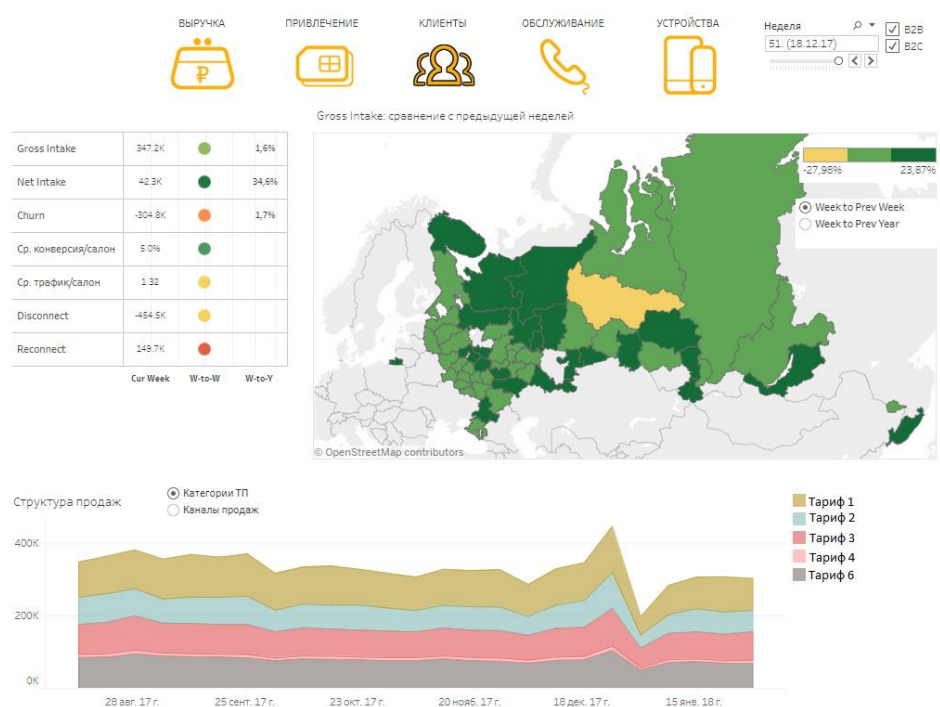 ВЫРУЧКА
ПРИВЛЕЧЕНИЕ
КЛИЕНТЫ
ОБСЛУЖИВАНИЕ
УСТРОЙСТВА
Неделя
51. (18.12.17)
B2B
B2C
Gross Intake: сравнение с предыдущей неделей
Gross Intake 347.2K 1,6%
Net Intake 42.3K 34,6%
Churn -304.8K 1,7%
Ср. конверсия/салон 5.0%
Ср. трафик/салон 1.32
Disconnect -454.5K
Reconnect 149.7K
Cur Week W-to-W W-to-Y
-27,98% 23,87%
Week to Prev Week
Week to Prev Year
© OpenStreetMap contributors
Структура продаж
Категории ТП
Каналы продаж
400K
200K
0K
28 авг. 17 г. 25 сент. 17 г. 23 окт. 17 г. 20 нояб. 17 г. 18 дек. 17 г. 15 янв. 18 г.
Тариф 1
Тариф 2
Тариф 3
Тариф 4
Тариф 6